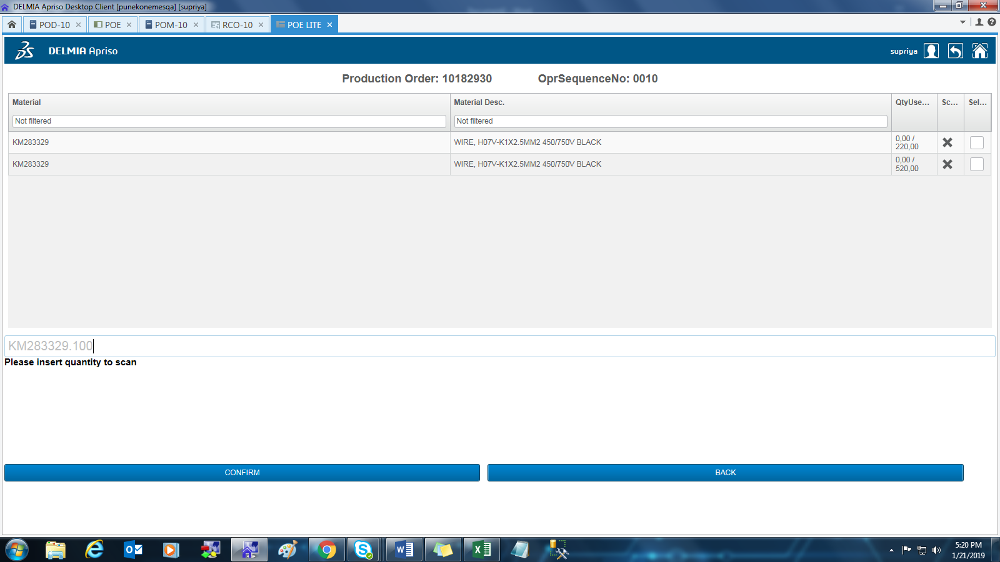 DELMIA Apriso Desktop Client [punekonemesqa] [supriya]
POD-10 POE POM-10 RCO-10 POE LITE
DELMIA Apriso supriya
Production Order: 10182930 OprSequenceNo: 0010
Material Material Desc. QtyUse... Sc... Sel...
Not filtered Not filtered
KM283329 WIRE, H07V-K1X2.5MM2 450/750V BLACK 0,00 /
220,00
KM283329 WIRE, H07V-K1X2.5MM2 450/750V BLACK 0,00 /
520,00
KM283329.100
Please insert quantity to scan
CONFIRM BACK
5:20 PM
1/21/2019